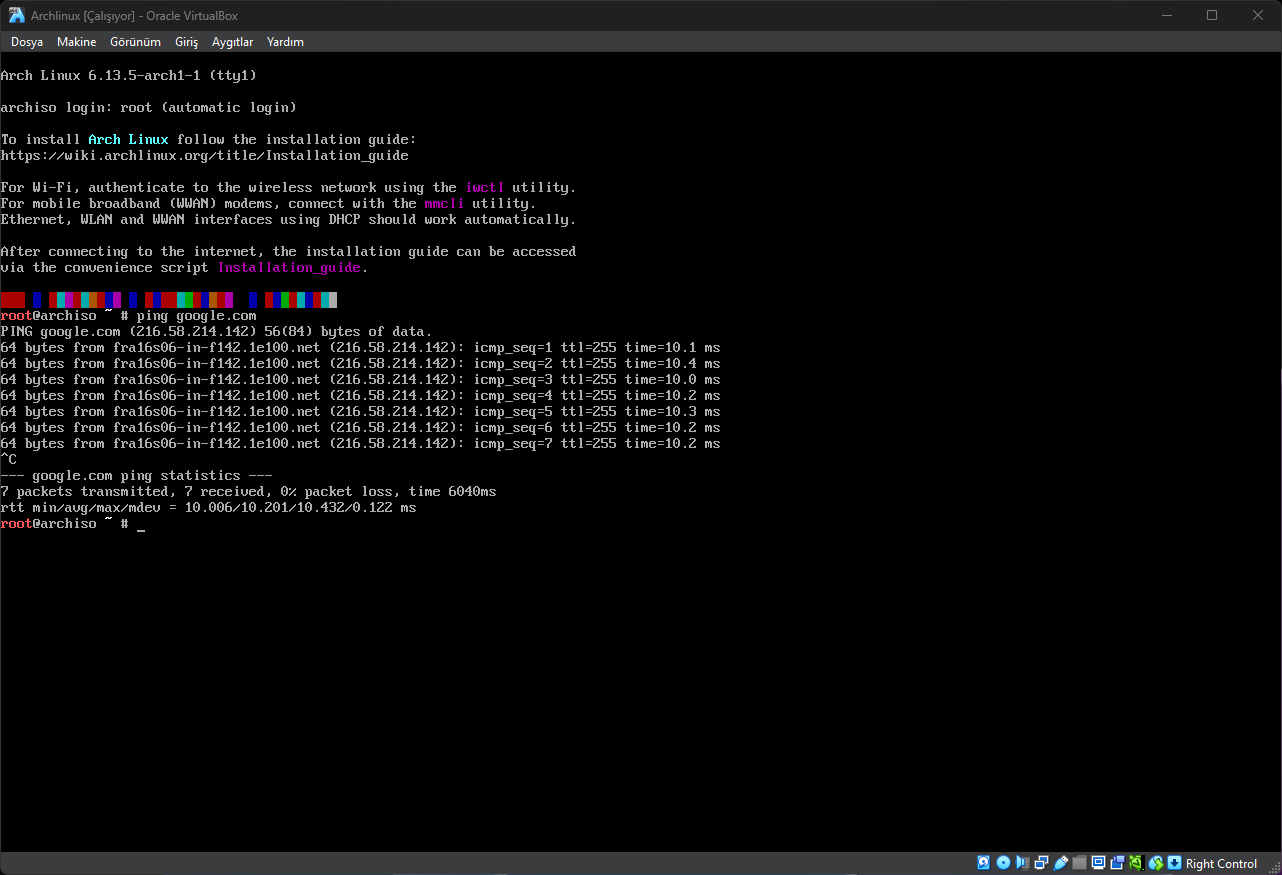 Archlinux [Çalışıyor] - Oracle VirtualBox
Dosya Makine Görünüm Giriş Aygıtlar Yardım
Arch Linux 6.13.5-arch1-1 (tty1)
archiso login: root (automatic login)
To install Arch Linux follow the installation guide:
https://wiki.archlinux.org/title/Installation_guide
For Wi-Fi, authenticate to the wireless network using the iwctl utility.
For mobile broadband (WWAN) modems, connect with the mmcli utility.
Ethernet, WLAN and WWAN interfaces using DHCP should work automatically.
After connecting to the internet, the installation guide can be accessed
via the convenience script Installation_guide.
root@archiso ~ # ping google.com
PING google.com (216.58.214.142) 56(84) bytes of data.
64 bytes from fra16s06-in-f142.1e100.net (216.58.214.142): icmp_seq=1 ttl=255 time=10.1 ms
64 bytes from fra16s06-in-f142.1e100.net (216.58.214.142): icmp_seq=2 ttl=255 time=10.4 ms
64 bytes from fra16s06-in-f142.1e100.net (216.58.214.142): icmp_seq=3 ttl=255 time=10.0 ms
64 bytes from fra16s06-in-f142.1e100.net (216.58.214.142): icmp_seq=4 ttl=255 time=10.2 ms
64 bytes from fra16s06-in-f142.1e100.net (216.58.214.142): icmp_seq=5 ttl=255 time=10.3 ms
64 bytes from fra16s06-in-f142.1e100.net (216.58.214.142): icmp_seq=6 ttl=255 time=10.2 ms
64 bytes from fra16s06-in-f142.1e100.net (216.58.214.142): icmp_seq=7 ttl=255 time=10.2 ms
^C
--- google.com ping statistics ---
7 packets transmitted, 7 received, 0% packet loss, time 6040ms
rtt min/avg/max/mdev = 10.006/10.201/10.432/0.122 ms
root@archiso ~ # _
Right Control